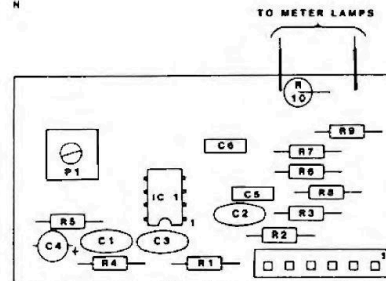 N
TO METER LAMPS
R
10
R9
C6
R7
P1
R6
IC 1
C5
R8
C2
R3
R5
1
C4
+
C1
C3
R2
R4
R1
1